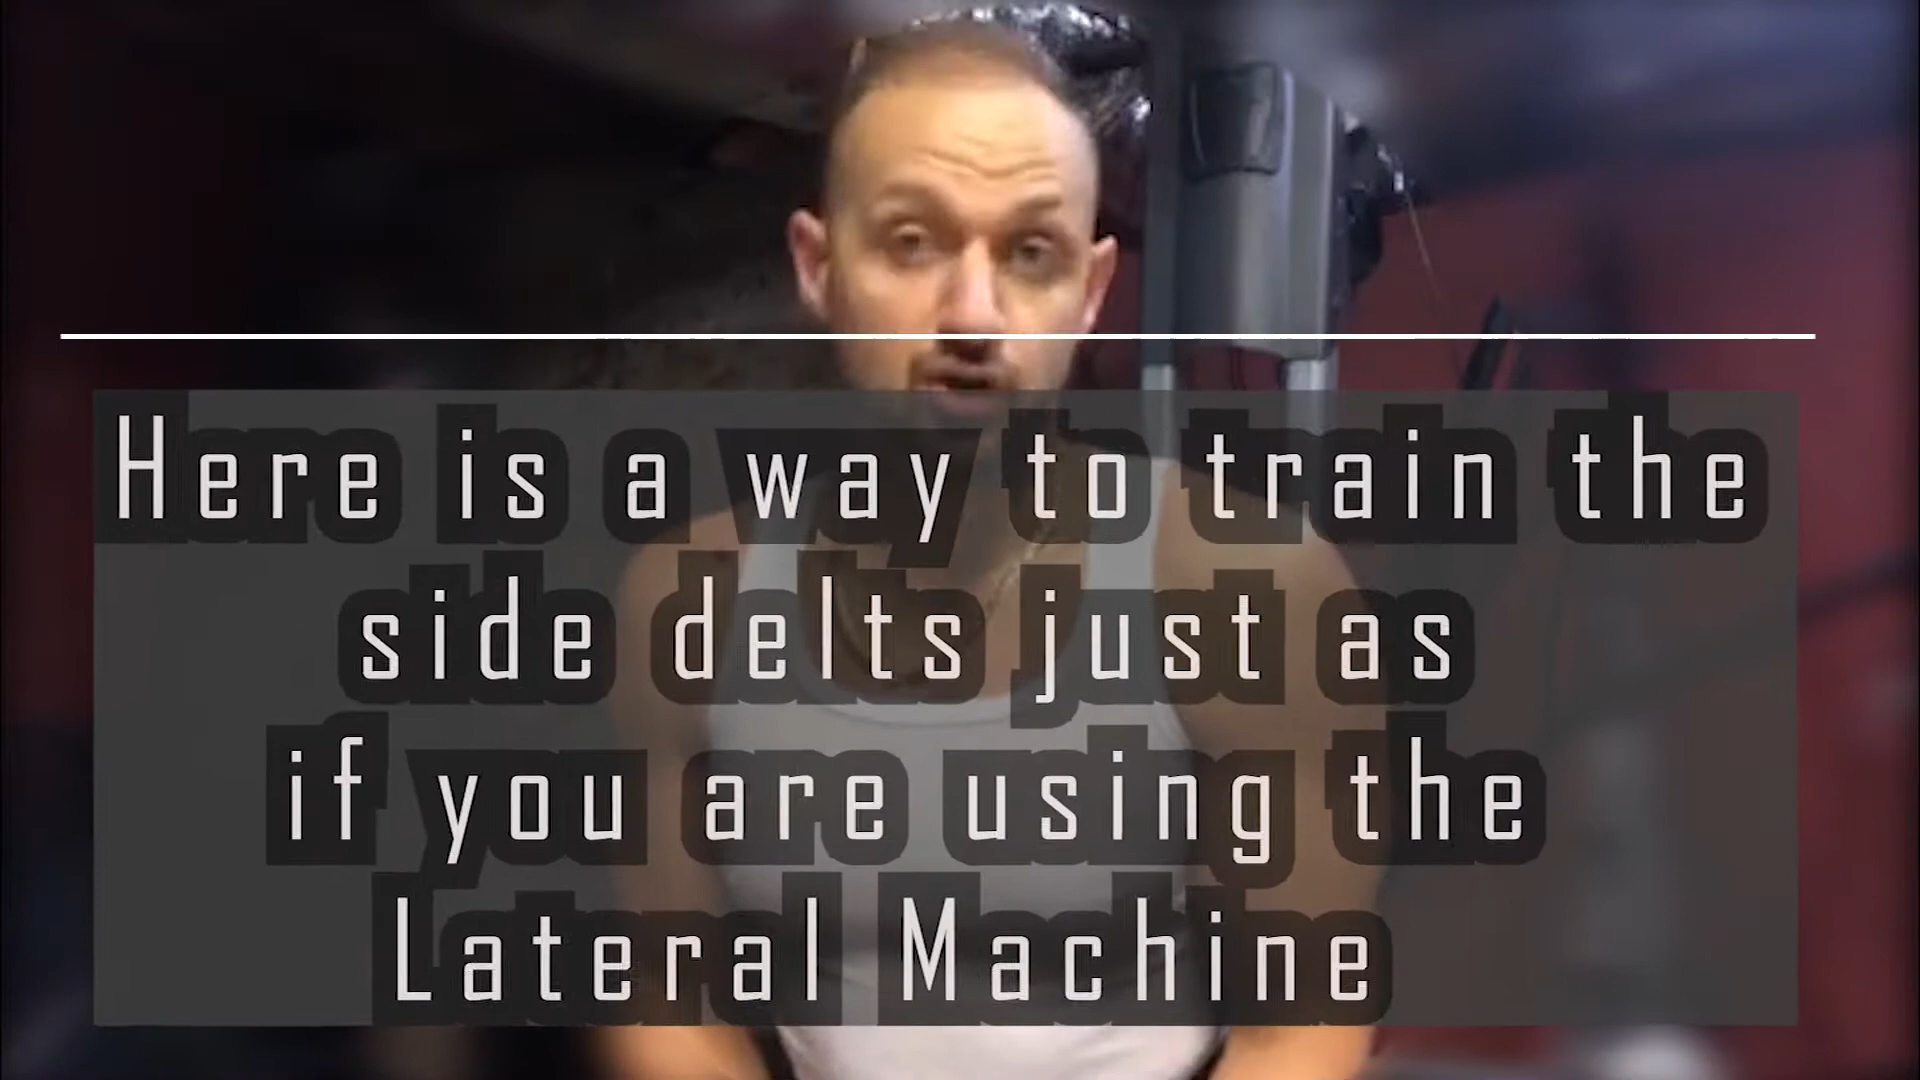 Here is a way to train the
side delts just as
if you are using the
Lateral Machine